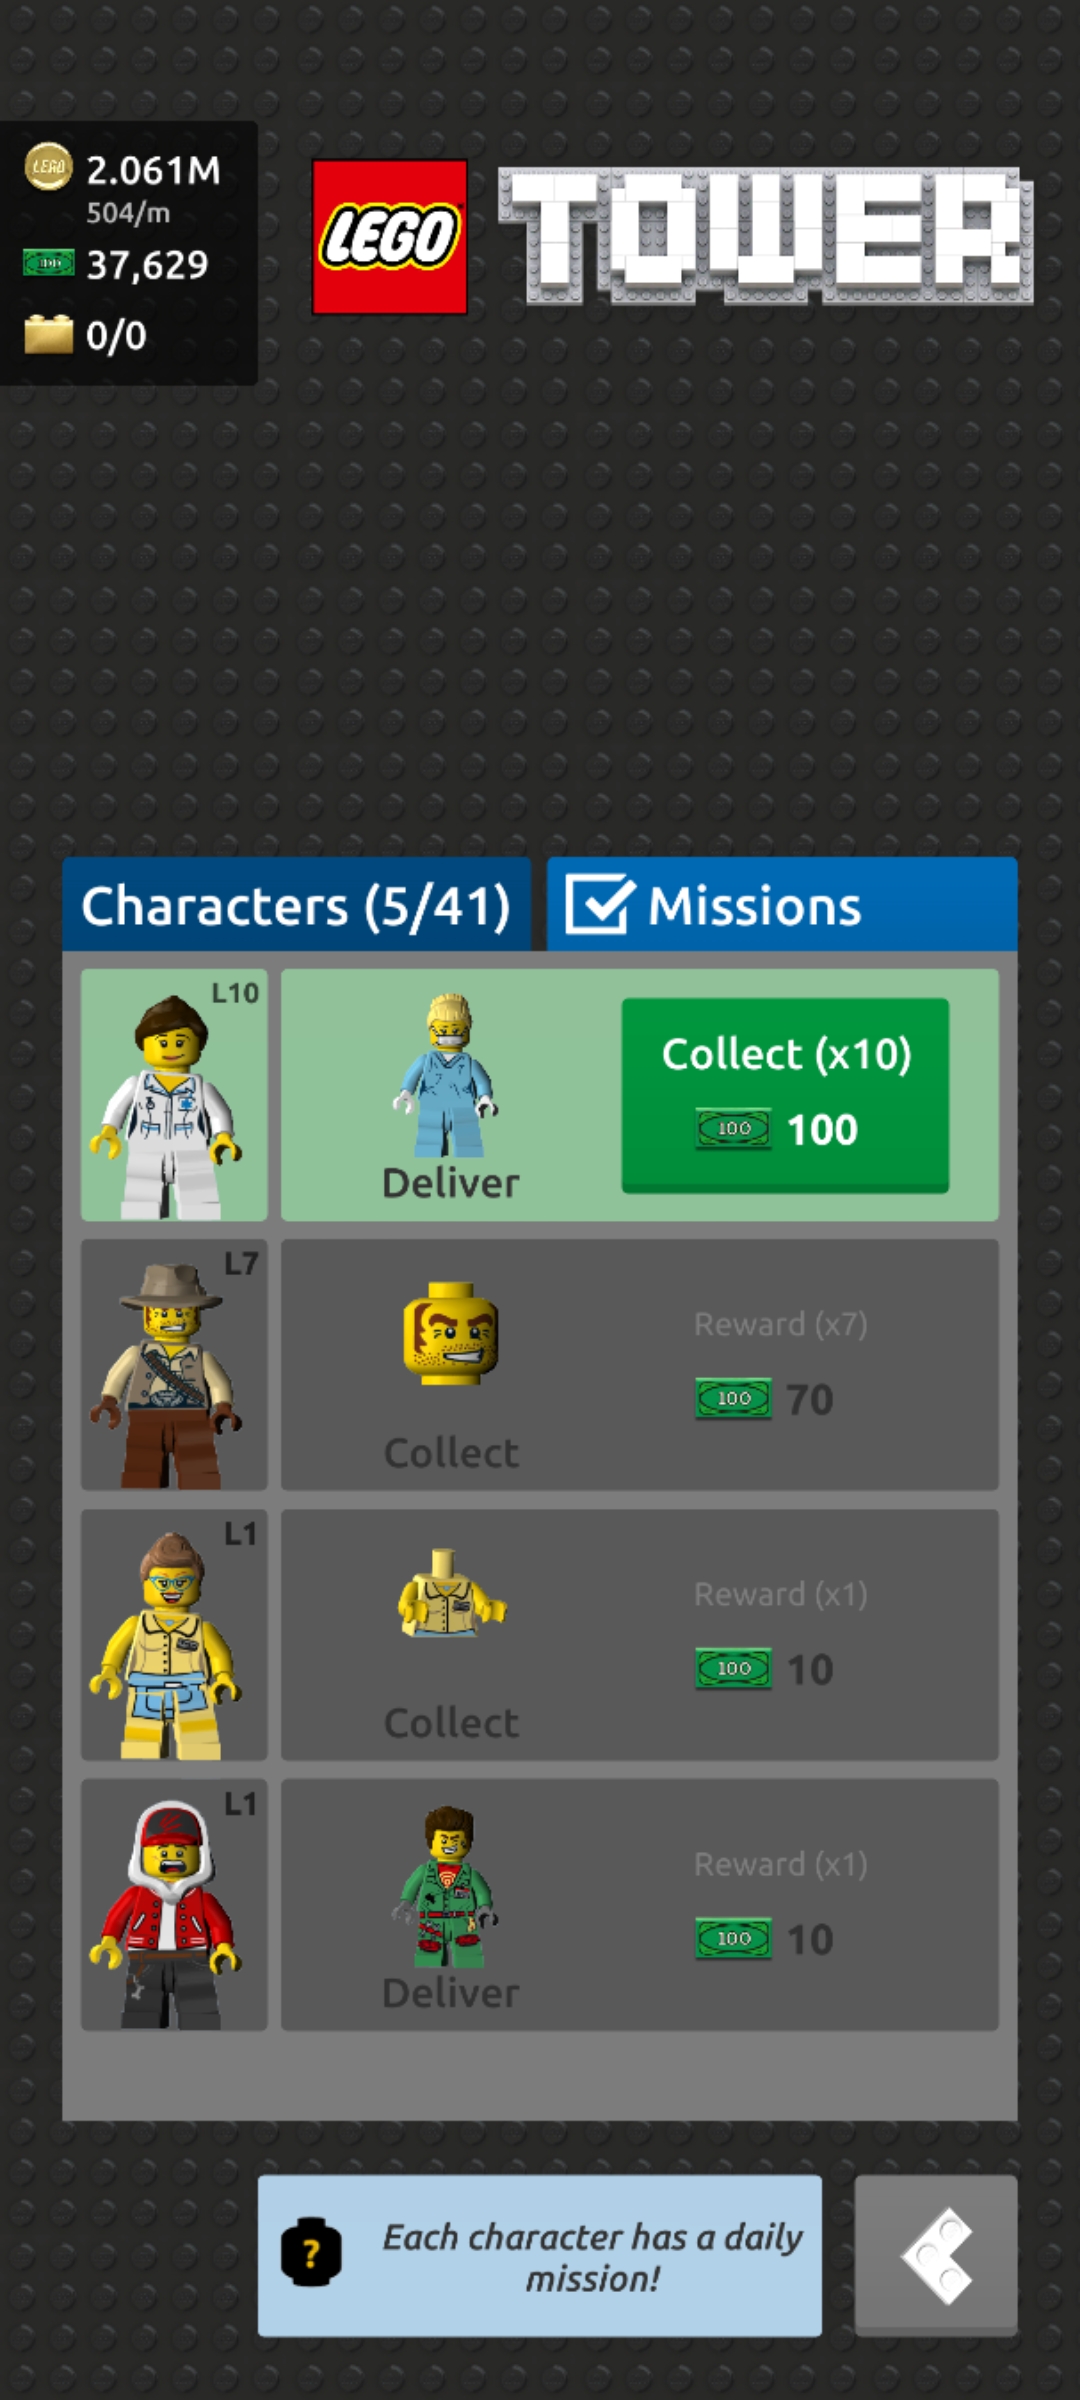 LEGO
2.061M
504/m
100
37,629
0/0
LEGO
TOWER
Characters (5/41)
Missions
L10
Deliver
Collect (x10)
100
100
L7
Collect
Reward (x7)
100
70
L1
Collect
Reward (x1)
100
10
L1
Deliver
Reward (x1)
100
10
?
Each character has a daily
mission!